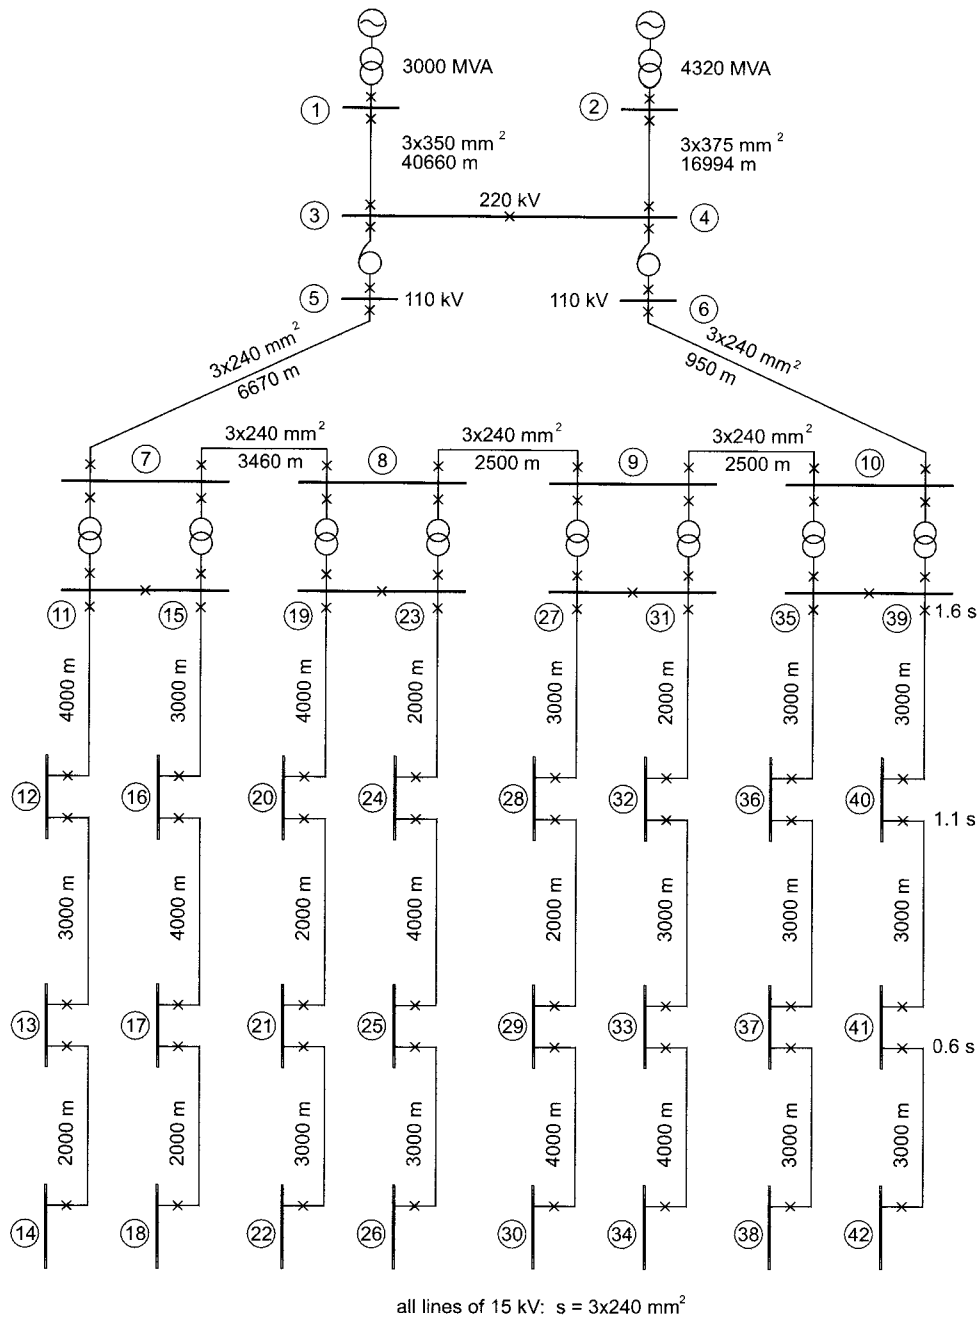 3000 MVA
4320 MVA
1
2
3x350 mm²
40660 m
3x375 mm²
16994 m
220 kV
3
4
5
110 kV
110 kV
6
3x240 mm²
6670 m
3x240 mm²
950 m
3x240 mm²
3460 m
3x240 mm²
2500 m
3x240 mm²
2500 m
7
8
9
10
11
15
19
23
27
31
35
39
1.6 s
4000 m
3000 m
4000 m
2000 m
3000 m
2000 m
3000 m
3000 m
12
16
20
24
28
32
36
40
1.1 s
3000 m
4000 m
2000 m
4000 m
2000 m
3000 m
3000 m
3000 m
13
17
21
25
29
33
37
41
0.6 s
2000 m
2000 m
3000 m
3000 m
4000 m
4000 m
3000 m
3000 m
14
18
22
26
30
34
38
42
all lines of 15 kV: s = 3x240 mm²